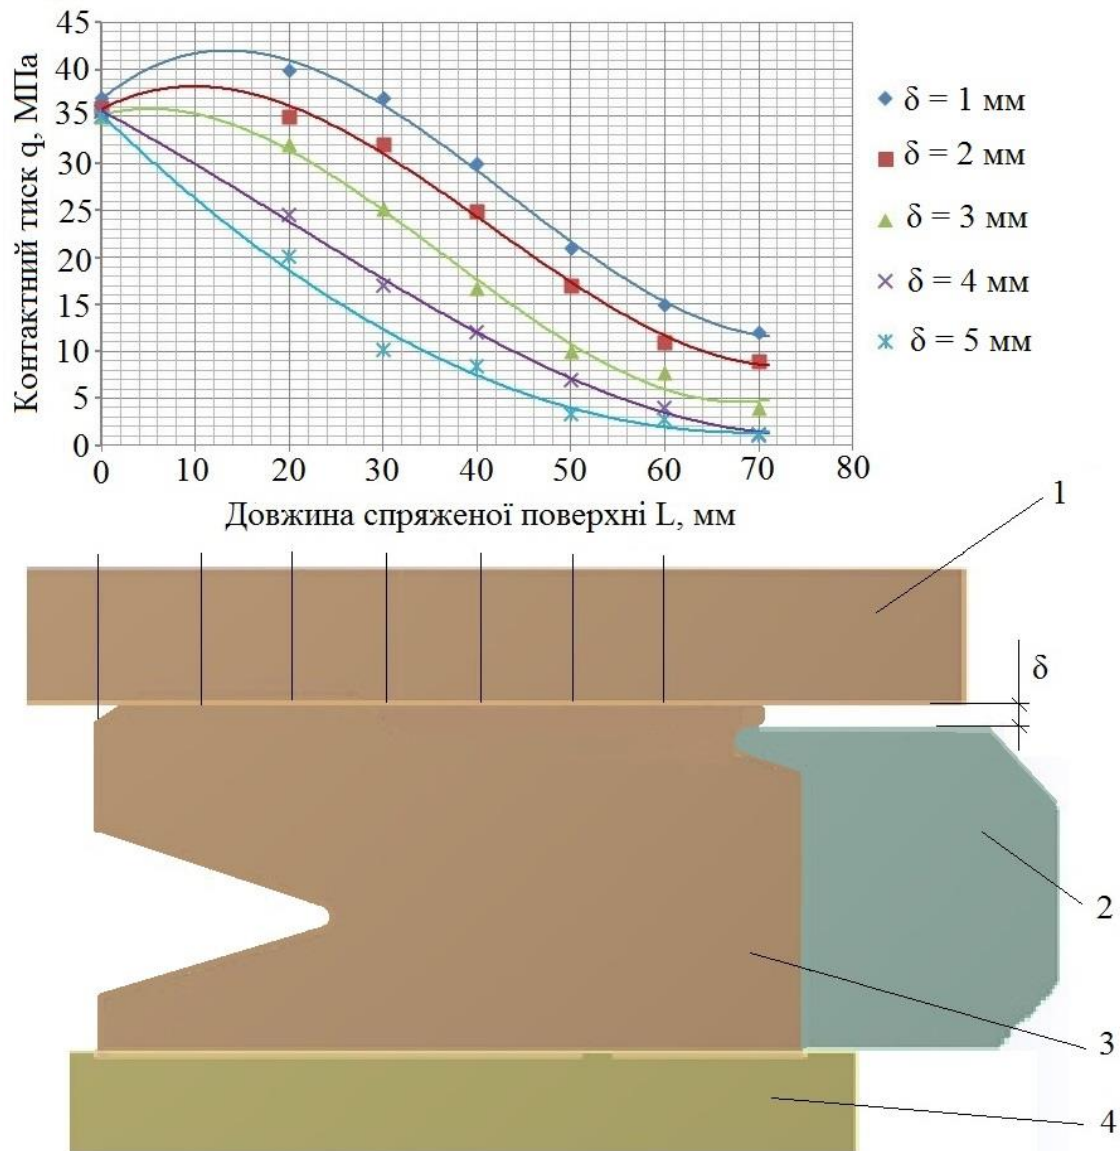 Контактний тиск q, МПа
45
40
35
30
25
20
15
10
5
0
0 10 20 30 40 50 60 70 80
Довжина спряженої поверхні L, мм
δ = 1 мм
δ = 2 мм
δ = 3 мм
δ = 4 мм
δ = 5 мм
1
δ
2
3
4